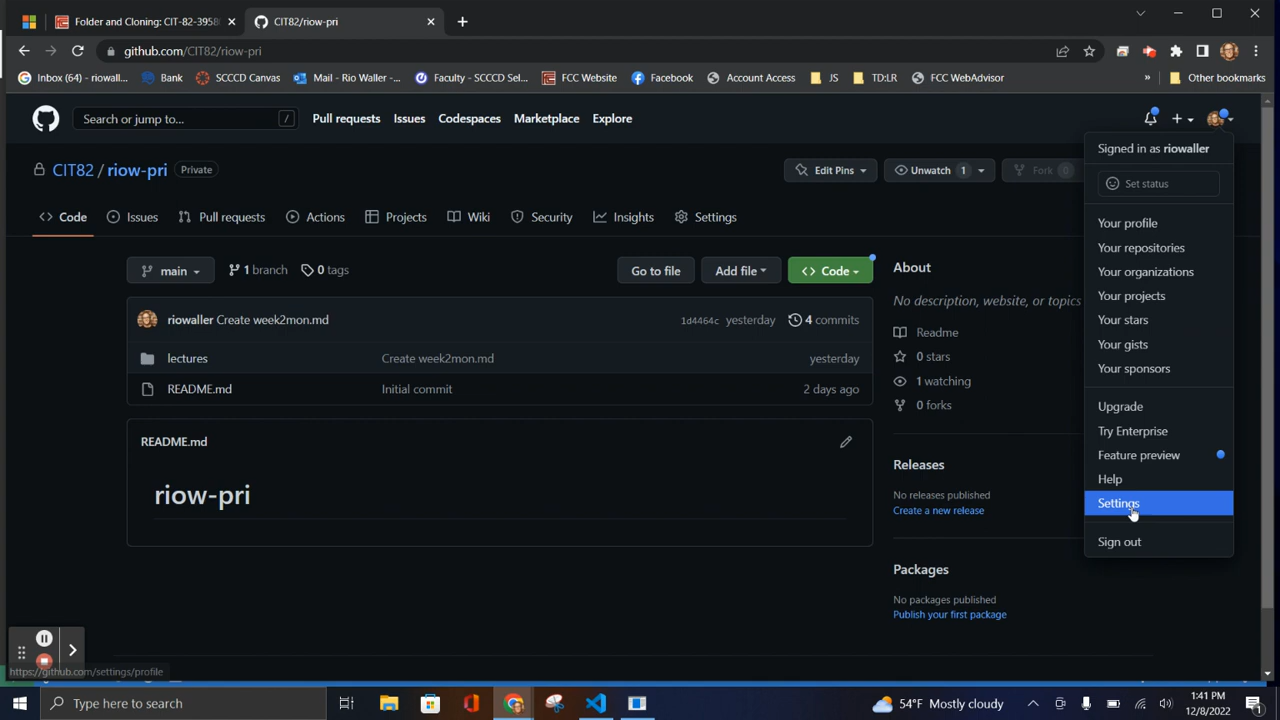 Folder and Cloning: CIT-82-3958
CIT82/riow-pri
github.com/CIT82/riow-pri
Inbox (64) - riowall...
Bank
SCCCD Canvas
Mail - Rio Waller -...
Faculty - SCCCD Sel...
FCC Website
Facebook
Account Access
JS
TD:LR
FCC WebAdvisor
»
Other bookmarks
Search or jump to...
/
Pull requests
Issues
Codespaces
Marketplace
Explore
CIT82 / riow-pri
Private
Edit Pins
Unwatch 1
Fork 0
Code
Issues
Pull requests
Actions
Projects
Wiki
Security
Insights
Settings
main
1 branch
0 tags
Go to file
Add file
Code
riowaller Create week2mon.md
1d4464c yesterday
4 commits
lectures
Create week2mon.md
yesterday
README.md
Initial commit
2 days ago
README.md
riow-pri
About
No description, website, or topics
Readme
0 stars
1 watching
0 forks
Releases
No releases published
Create a new release
Packages
No packages published
Publish your first package
Signed in as riowaller
Set status
Your profile
Your repositories
Your organizations
Your projects
Your stars
Your gists
Your sponsors
Upgrade
Try Enterprise
Feature preview
Help
Settings
Sign out
https://github.com/settings/profile
Type here to search
54°F Mostly cloudy
1:41 PM
12/8/2022
1